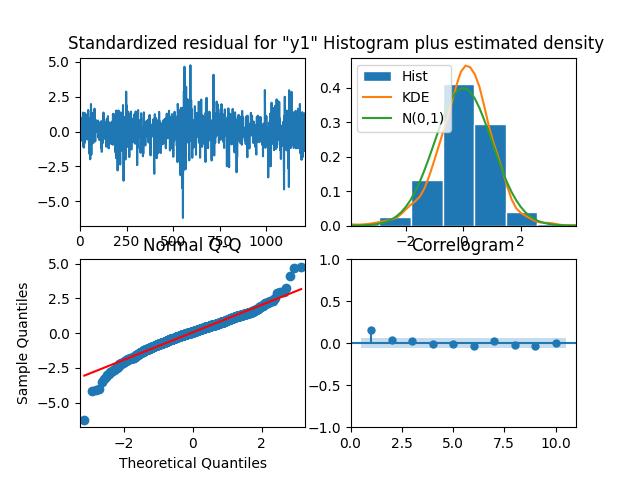 Standardized residual for "y1"
Histogram plus estimated density
5.0
2.5
0.0
−2.5
−5.0
0 250 500 750 1000
0.4
0.3
0.2
0.1
0.0
−2 0 2
Hist
KDE
N(0,1)
Normal Q-Q
Correlogram
Sample Quantiles
5.0
2.5
0.0
−2.5
−5.0
−2 0 2
Theoretical Quantiles
1.0
0.5
0.0
−0.5
−1.0
0.0 2.5 5.0 7.5 10.0